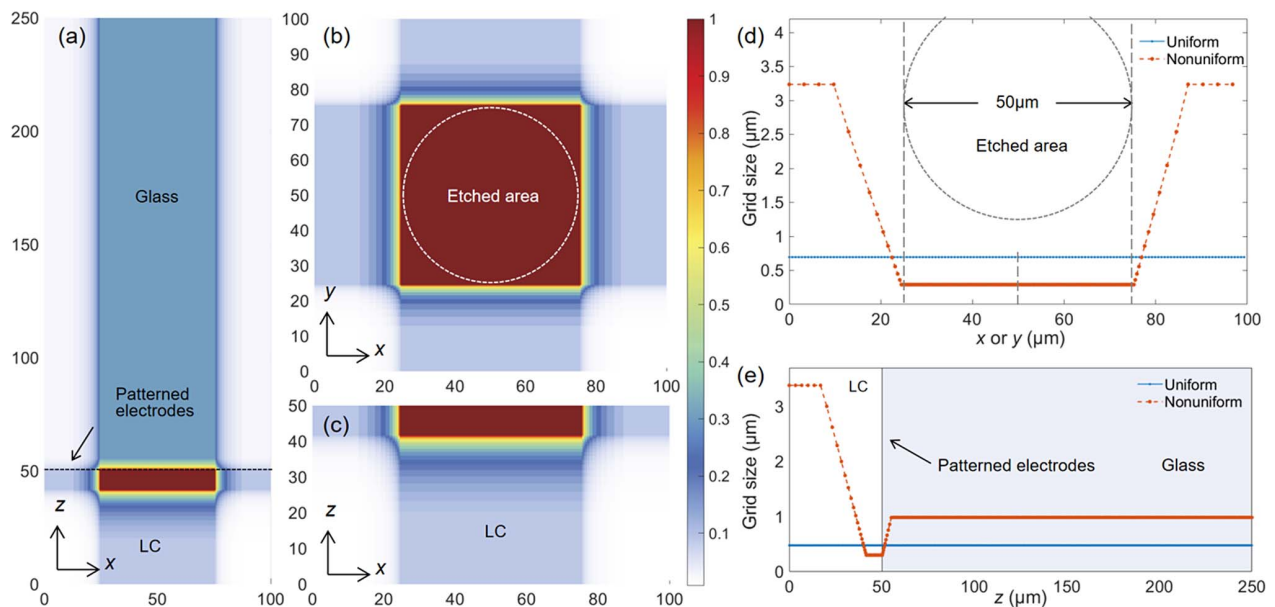 (a)
250
200
150
100
50
0
Glass
Patterned
electrodes
z
x
LC
0
50
100
(b)
100
90
80
70
60
50
40
30
20
10
0
Etched area
y
x
0
20
40
60
80
100
(c)
50
40
30
20
10
0
z
x
LC
0
20
40
60
80
100
1
0.9
0.8
0.7
0.6
0.5
0.4
0.3
0.2
0.1
(d)
Uniform
Nonuniform
50μm
Etched area
Grid size (μm)
4
3.5
3
2.5
2
1.5
1
0.5
0
0
20
40
60
80
100
x or y (μm)
(e)
LC
Uniform
Nonuniform
Patterned electrodes
Glass
Grid size (μm)
3
2
1
0
0
50
100
150
200
250
z (μm)